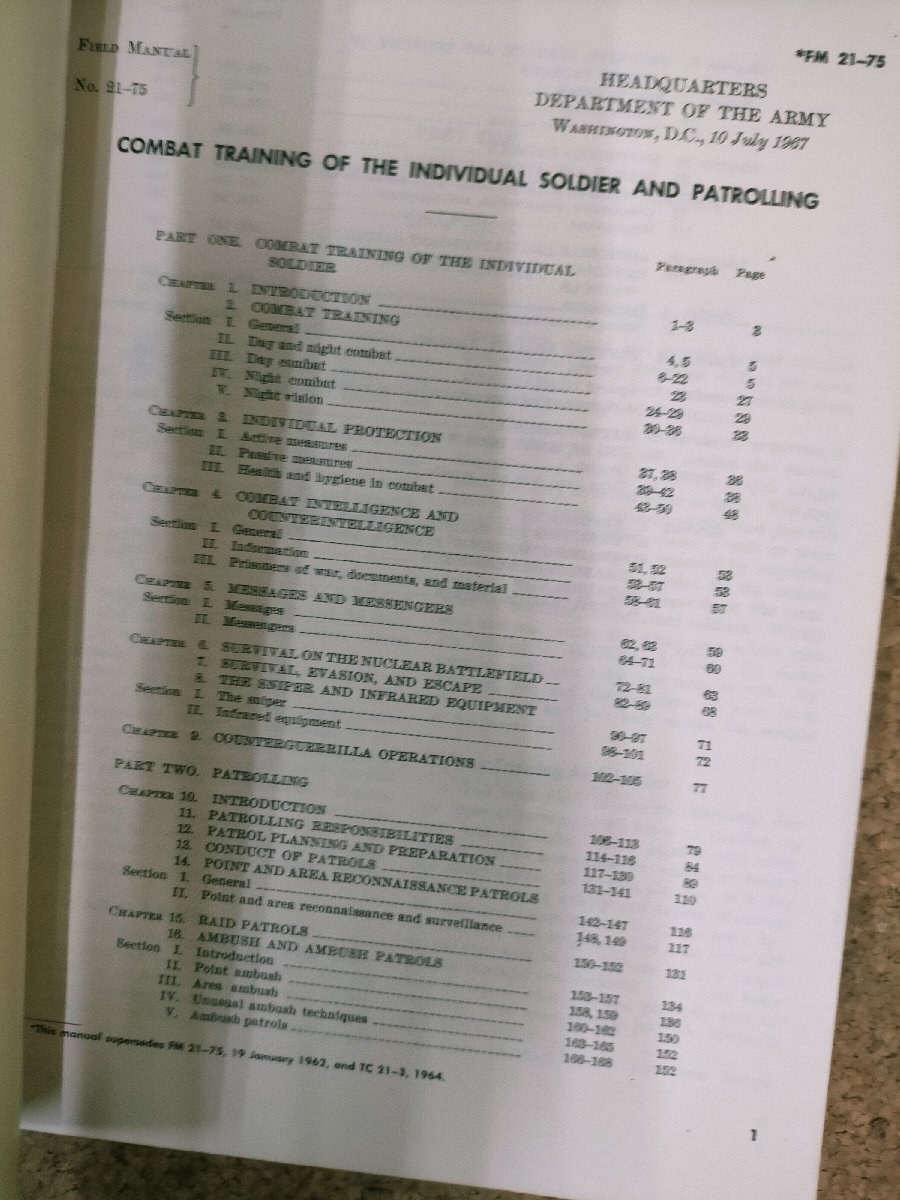 FIELD MANUAL
No. 21–75
*FM 21–75
HEADQUARTERS
DEPARTMENT OF THE ARMY
WASHINGTON, D.C., 10 July 1967
COMBAT TRAINING OF THE INDIVIDUAL SOLDIER AND PATROLLING
PART ONE. COMBAT TRAINING OF THE INDIVIDUAL SOLDIER Paragraph Page
CHAPTER 1. INTRODUCTION 1–3 3
2. COMBAT TRAINING
Section I. General 4, 5 5
II. Day and night combat 6–22 5
III. Day combat 23 27
IV. Night combat 24–29 29
V. Night vision 30–36 33
CHAPTER 3. INDIVIDUAL PROTECTION
Section I. Active measures 37, 38 36
II. Passive measures 39–42 38
III. Health and hygiene in combat 43–50 48
CHAPTER 4. COMBAT INTELLIGENCE AND
COUNTERINTELLIGENCE
Section I. General 51, 52 53
II. Information 53–57 53
III. Prisoners of war, documents, and material 58–61 57
CHAPTER 5. MESSAGES AND MESSENGERS
Section I. Messages 62, 63 59
II. Messengers 64–71 60
CHAPTER 6. SURVIVAL ON THE NUCLEAR BATTLEFIELD 72–81 63
7. SURVIVAL, EVASION, AND ESCAPE 82–89 68
8. THE SNIPER AND INFRARED EQUIPMENT
Section I. The sniper 90–97 71
II. Infrared equipment 98–101 72
CHAPTER 9. COUNTERGUERRILLA OPERATIONS 102–105 77
PART TWO. PATROLLING
CHAPTER 10. INTRODUCTION 106–113 79
11. PATROLLING RESPONSIBILITIES 114–116 84
12. PATROL PLANNING AND PREPARATION 117–130 89
13. CONDUCT OF PATROLS 131–141 110
14. POINT AND AREA RECONNAISSANCE PATROLS
Section I. General 142–147 116
II. Point and area reconnaissance and surveillance 148, 149 117
CHAPTER 15. RAID PATROLS 150–152 131
16. AMBUSH AND AMBUSH PATROLS
Section I. Introduction 153–157 134
II. Point ambush 158, 159 136
III. Area ambush 160–162 150
IV. Unusual ambush techniques 163–165 152
V. Ambush patrols 166–168 152
*This manual supersedes FM 21–75, 19 January 1962, and TC 21–3, 1964.
1